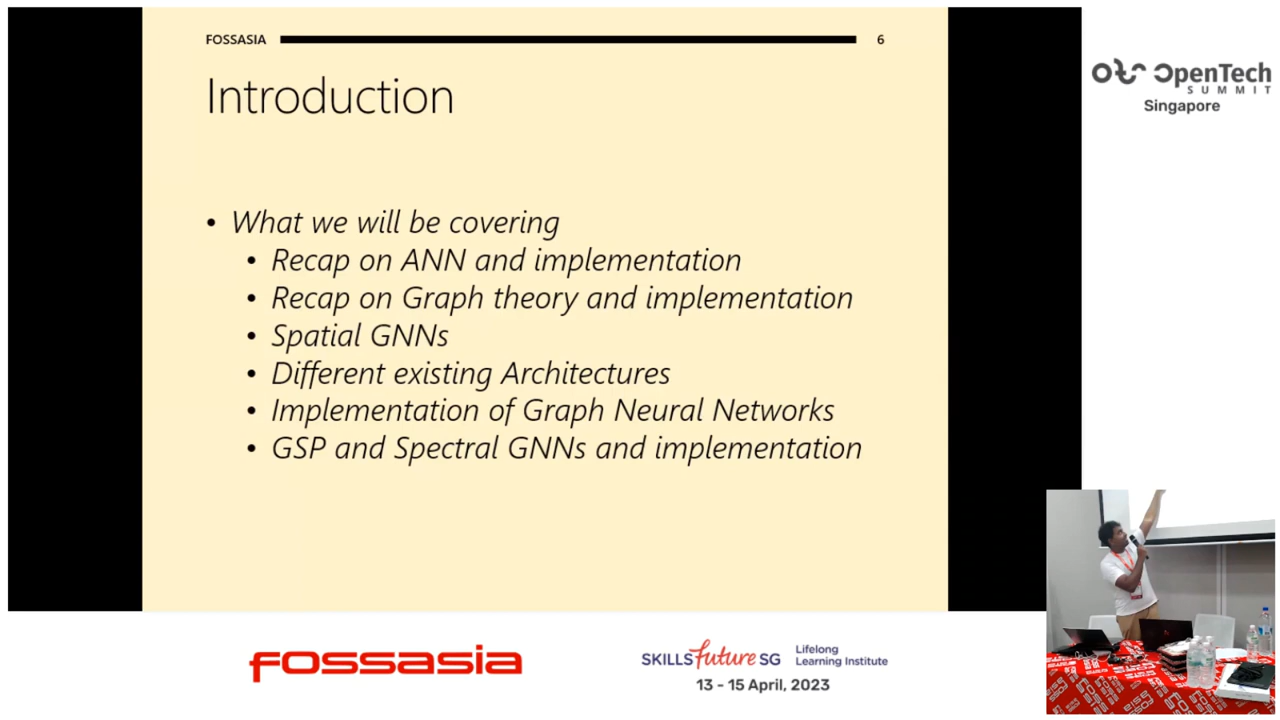 FOSSASIA
6
Introduction
• What we will be covering
• Recap on ANN and implementation
• Recap on Graph theory and implementation
• Spatial GNNs
• Different existing Architectures
• Implementation of Graph Neural Networks
• GSP and Spectral GNNs and implementation
OpenTech
SUMMIT
Singapore
FOSSASIA
SKILLSfuture SG
Lifelong
Learning Institute
13 - 15 April, 2023